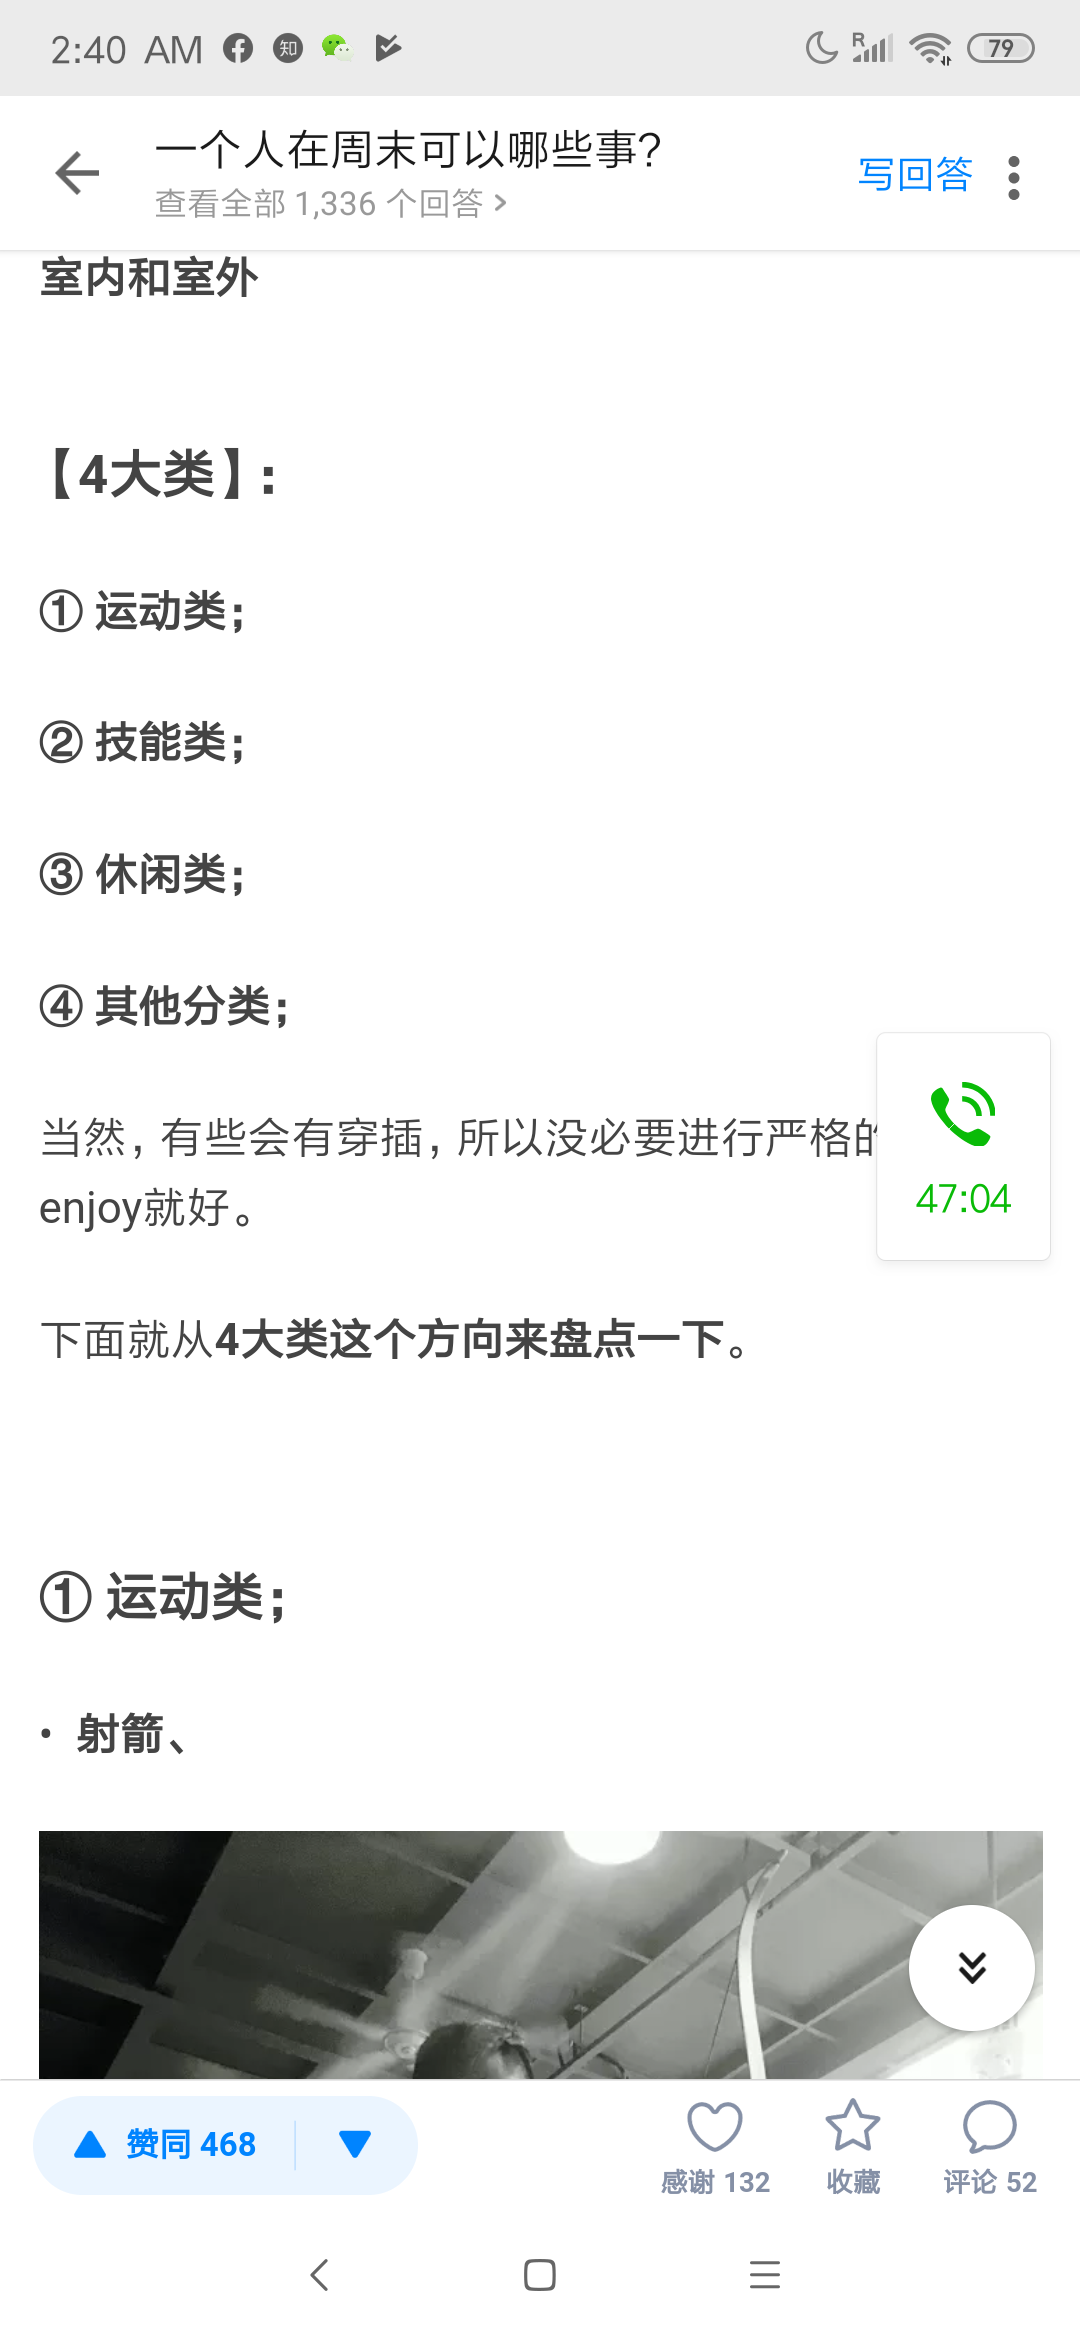 2:40 AM
知
R
79
一个人在周末可以哪些事?
查看全部 1,336 个回答
写回答
室内和室外
【4大类】:
① 运动类;
② 技能类;
③ 休闲类;
④ 其他分类;
当然, 有些会有穿插, 所以没必要进行严格的
enjoy就好。
47:04
下面就从4大类这个方向来盘点一下。
① 运动类;
• 射箭、
赞同 468
感谢 132
收藏
评论 52